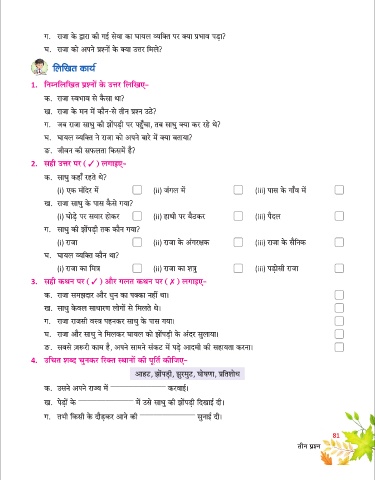 ग. राजा के द्वारा की गई सेवा का घायल व्यक्ति पर क्या प्रभाव पड़ा?
घ. राजा को अपने प्रश्नों के क्या उत्तर मिले?
लिखित कार्य
1. निम्नलिखित प्रश्नों के उत्तर लिखिए–
क. राजा स्वभाव से कैसा था?
ख. राजा के मन में कौन-से तीन प्रश्न उठे?
ग. जब राजा साधु की झोंपड़ी पर पहुँचा, तब साधु क्या कर रहे थे?
घ. घायल व्यक्ति ने राजा को अपने बारे में क्या बताया?
ङ. जीवन की सफलता किसमें है?
2. सही उत्तर पर (✓) लगाइए–
क. साधु कहाँ रहते थे?
(i) एक मंदिर में (ii) जंगल में (iii) पास के गाँव में
ख. राजा साधु के पास कैसे गया?
(i) घोड़े पर सवार होकर (ii) हाथी पर बैठकर (iii) पैदल
ग. साधु की झोंपड़ी तक कौन गया?
(i) राजा (ii) राजा के अंगरक्षक (iii) राजा के सैनिक
घ. घायल व्यक्ति कौन था?
(i) राजा का मित्र (ii) राजा का शत्रु (iii) पड़ोसी राजा
3. सही कथन पर (✓) और गलत कथन पर (✗) लगाइए–
क. राजा समझदार और धुन का पक्का नहीं था।
ख. साधु केवल साधारण लोगों से मिलते थे।
ग. राजा राजसी वस्त्र पहनकर साधु के पास गया।
घ. राजा और साधु ने मिलकर घायल को झोंपड़ी के अंदर सुलाया।
ङ. सबसे ज़रूरी काम है, अपने सामने संकट में पड़े आदमी की सहायता करना।
4. उचित शब्द चुनकर रिक्त स्थानों की पूर्ति कीजिए–
आहट, झोंपड़ी, झुरमुट, घोषणा, प्रतिशोध
क. उसने अपने राज्य में ____________ करवाई।
ख. पेड़ों के ____________ में उसे साधु की झोंपड़ी दिखाई दी।
ग. तभी किसी के दौड़कर आने की ____________ सुनाई दी।
81
तीन प्रश्न